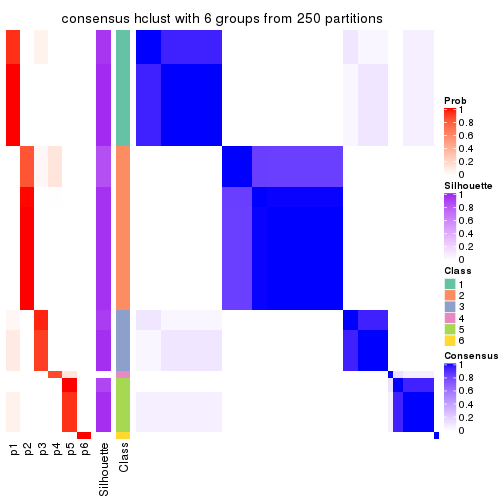 consensus hclust with 6 groups from 250 partitions
Prob
1
0.8
0.6
0.4
0.2
0
Silhouette
1
0.8
0.6
0.4
0.2
0
Class
1
2
3
4
5
6
Consensus
1
0.8
0.6
0.4
0.2
0
p1
p2
p3
p4
p5
p6
Silhouette
Class